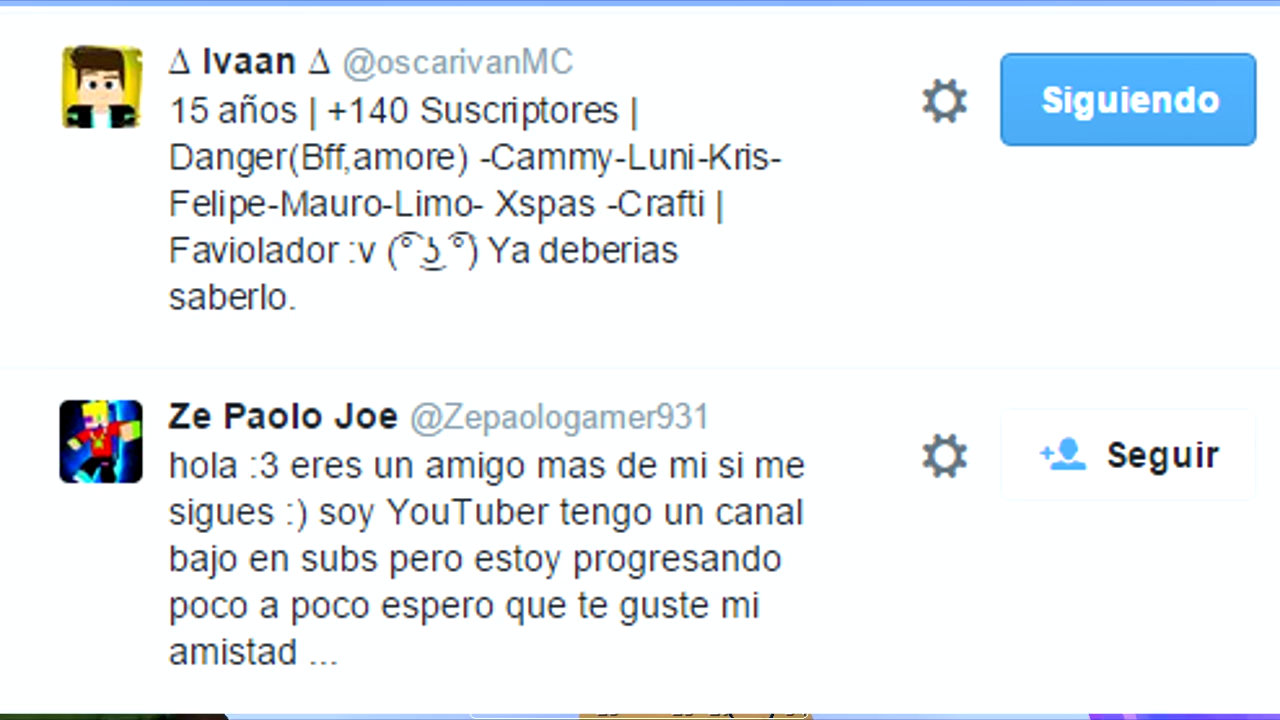 Δ Ivaan Δ @oscarivanMC
15 años | +140 Suscriptores |
Danger(Bff,amore) -Cammy-Luni-Kris-
Felipe-Mauro-Limo- Xspas -Crafti |
Faviolador :v ( ͡° ͜ʖ ͡°) Ya deberias
saberlo.
Siguiendo
Ze Paolo Joe @Zepaologamer931
hola :3 eres un amigo mas de mi si me
sigues :) soy YouTuber tengo un canal
bajo en subs pero estoy progresando
poco a poco espero que te guste mi
amistad ...
Seguir